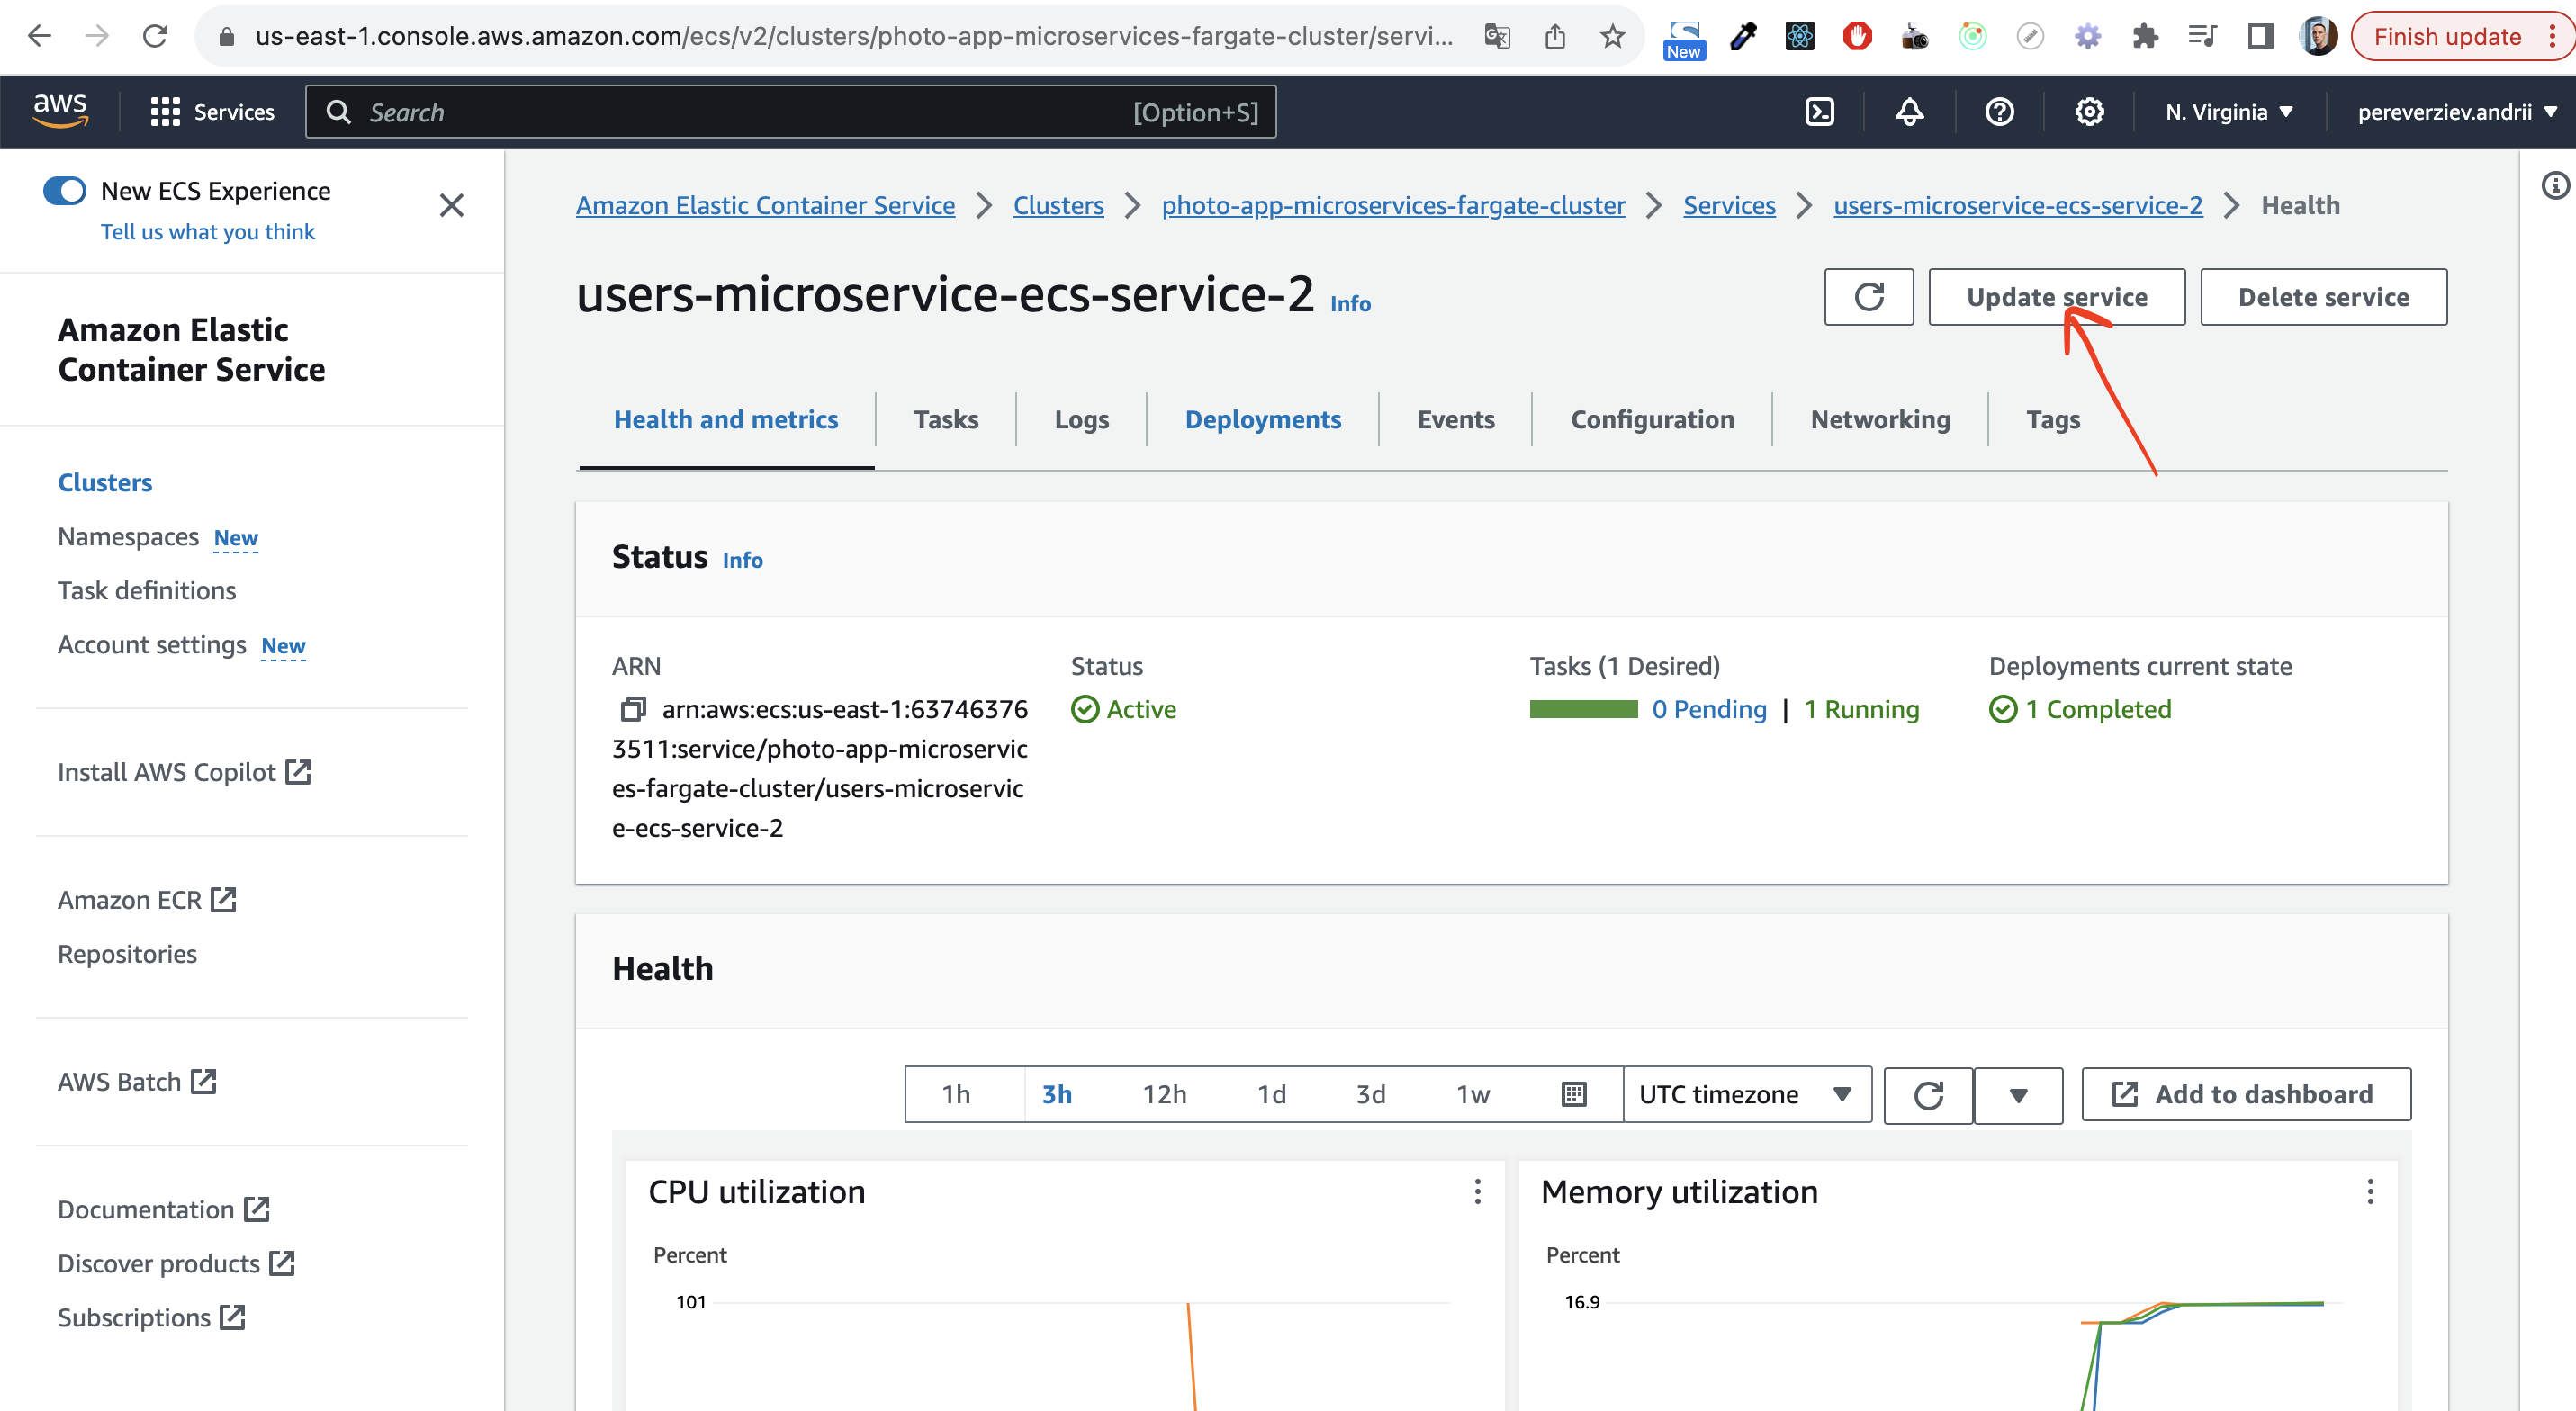 us-east-1.console.aws.amazon.com/ecs/v2/clusters/photo-app-microservices-fargate-cluster/servi...
New
Finish update
aws
Services
Search
[Option+S]
N. Virginia
pereverziev.andrii
New ECS Experience
Tell us what you think
Amazon Elastic
Container Service
Clusters
Namespaces New
Task definitions
Account settings New
Install AWS Copilot
Amazon ECR
Repositories
AWS Batch
Documentation
Discover products
Subscriptions
Amazon Elastic Container Service
Clusters
photo-app-microservices-fargate-cluster
Services
users-microservice-ecs-service-2
Health
users-microservice-ecs-service-2 Info
Update service
Delete service
Health and metrics
Tasks
Logs
Deployments
Events
Configuration
Networking
Tags
Status Info
ARN
arn:aws:ecs:us-east-1:63746376
3511:service/photo-app-microservic
es-fargate-cluster/users-microservic
e-ecs-service-2
Status
Active
Tasks (1 Desired)
0 Pending | 1 Running
Deployments current state
1 Completed
Health
1h
3h
12h
1d
3d
1w
UTC timezone
Add to dashboard
CPU utilization
Percent
101
Memory utilization
Percent
16.9